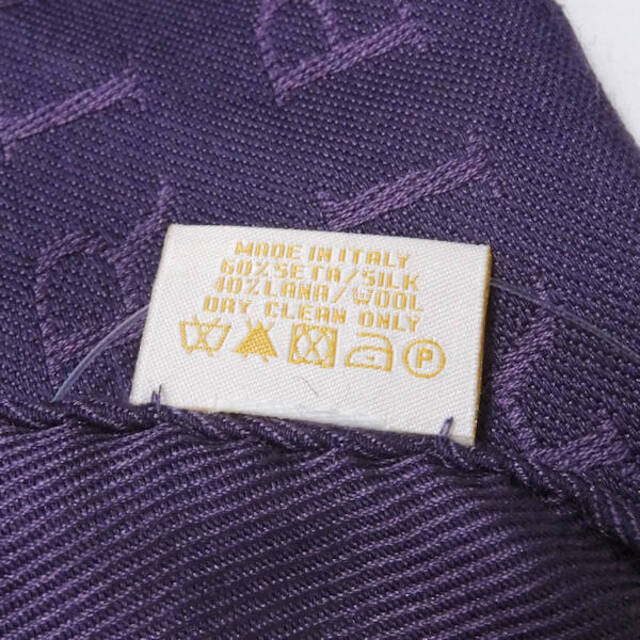 MADE IN ITALY
60% SETA/SILK
40% LANA/WOOL
DRY CLEAN ONLY
P